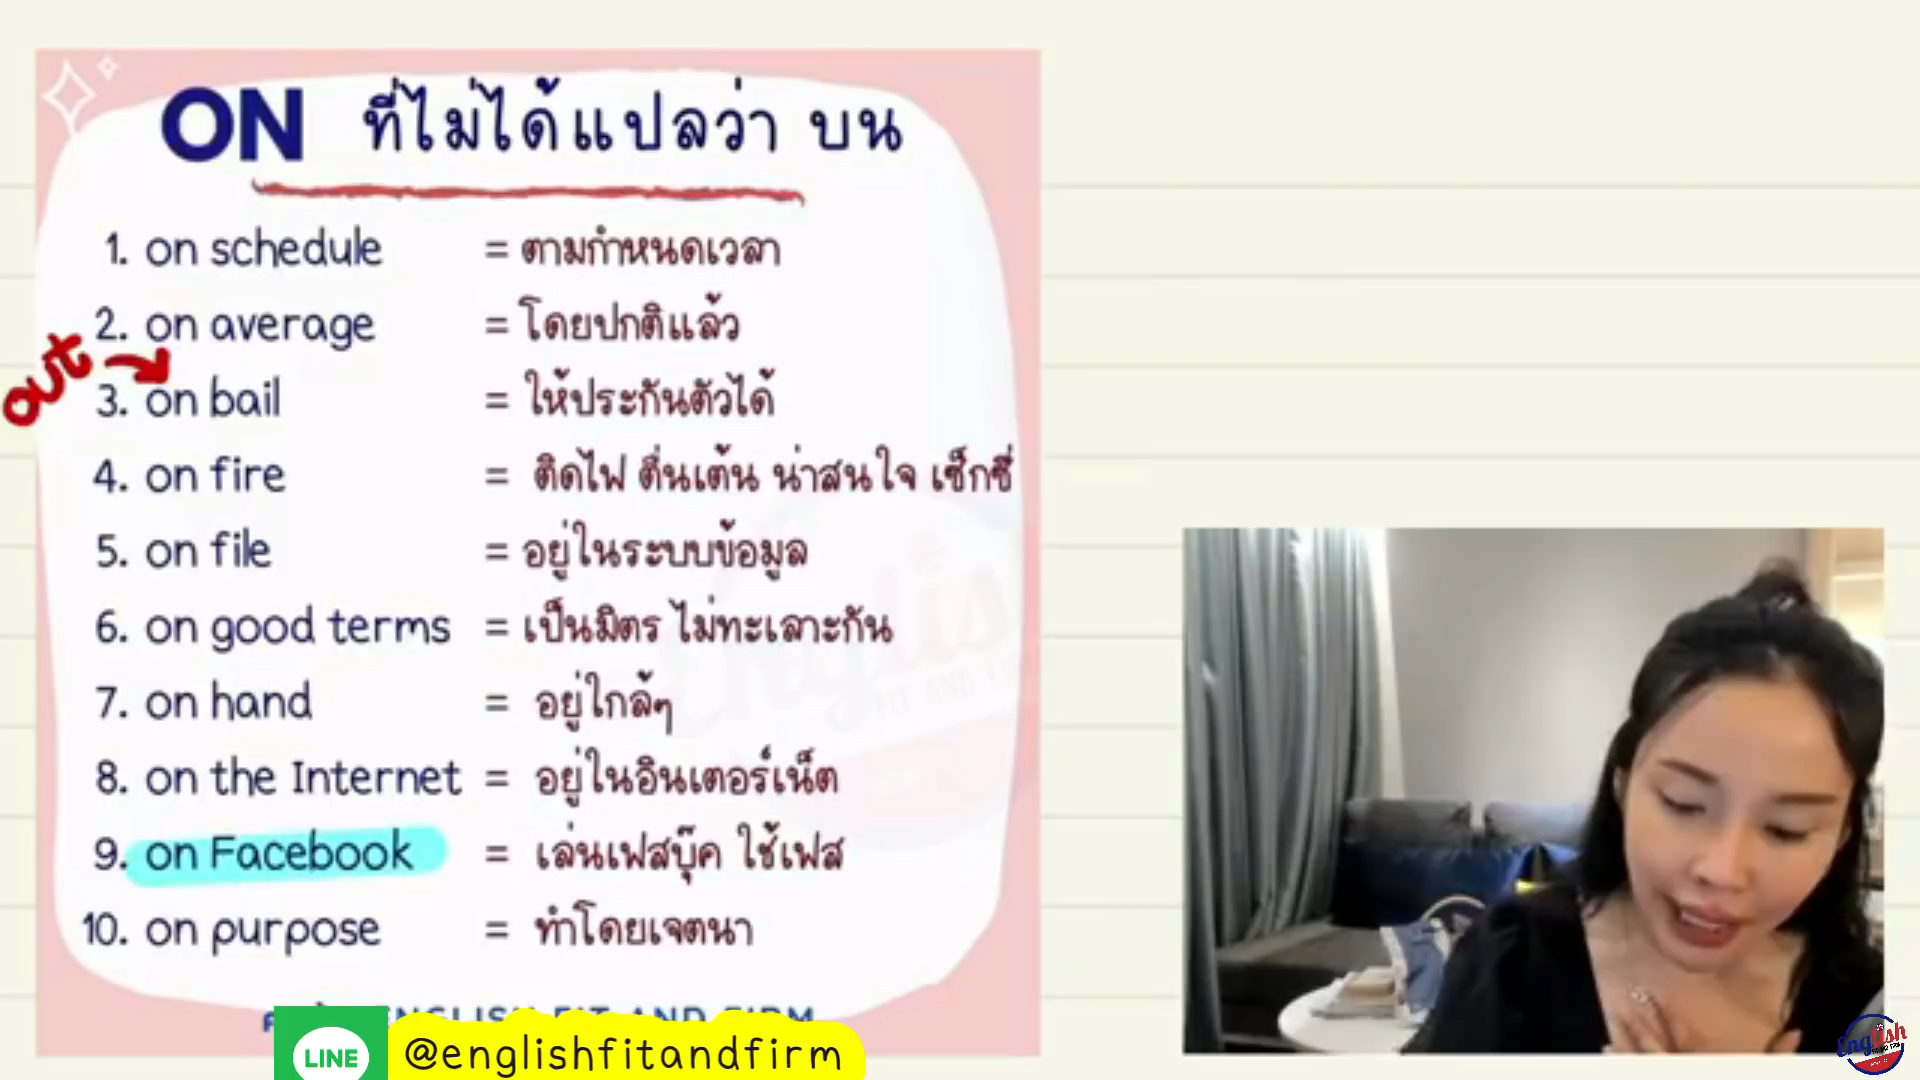 ON ที่ไม่ได้แปลว่า บน
1. on schedule = ตามกำหนดเวลา
2. on average = โดยปกติแล้ว
out
3. on bail = ให้ประกันตัวได้
4. on fire = ติดไฟ ตื่นเต้น น่าสนใจ เซ็กซี่
5. on file = อยู่ในระบบข้อมูล
6. on good terms = เป็นมิตร ไม่ทะเลาะกัน
7. on hand = อยู่ใกล้ๆ
8. on the Internet = อยู่ในอินเตอร์เน็ต
9. on Facebook = เล่นเฟสบุ๊ค ใช้เฟส
10. on purpose = ทำโดยเจตนา
ENGLISH FIT AND FIRM
LINE @englishfitandfirm
English